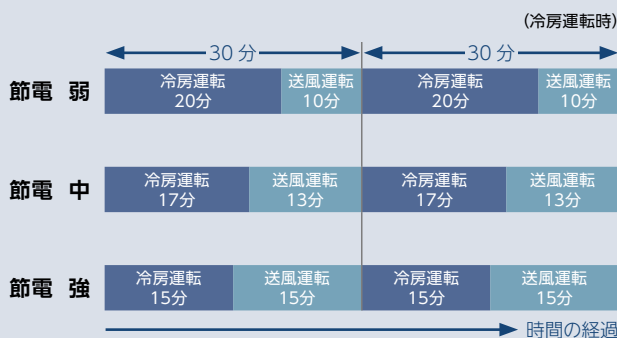 (冷房運転時)
30分 30分
節電 弱
冷房運転 送風運転 冷房運転 送風運転
20分 10分 20分 10分
節電 中
冷房運転 送風運転 冷房運転 送風運転
17分 13分 17分 13分
節電 強
冷房運転 送風運転 冷房運転 送風運転
15分 15分 15分 15分
時間の経過